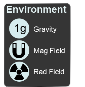 Environment
1g Gravity
Mag Field
Rad Field